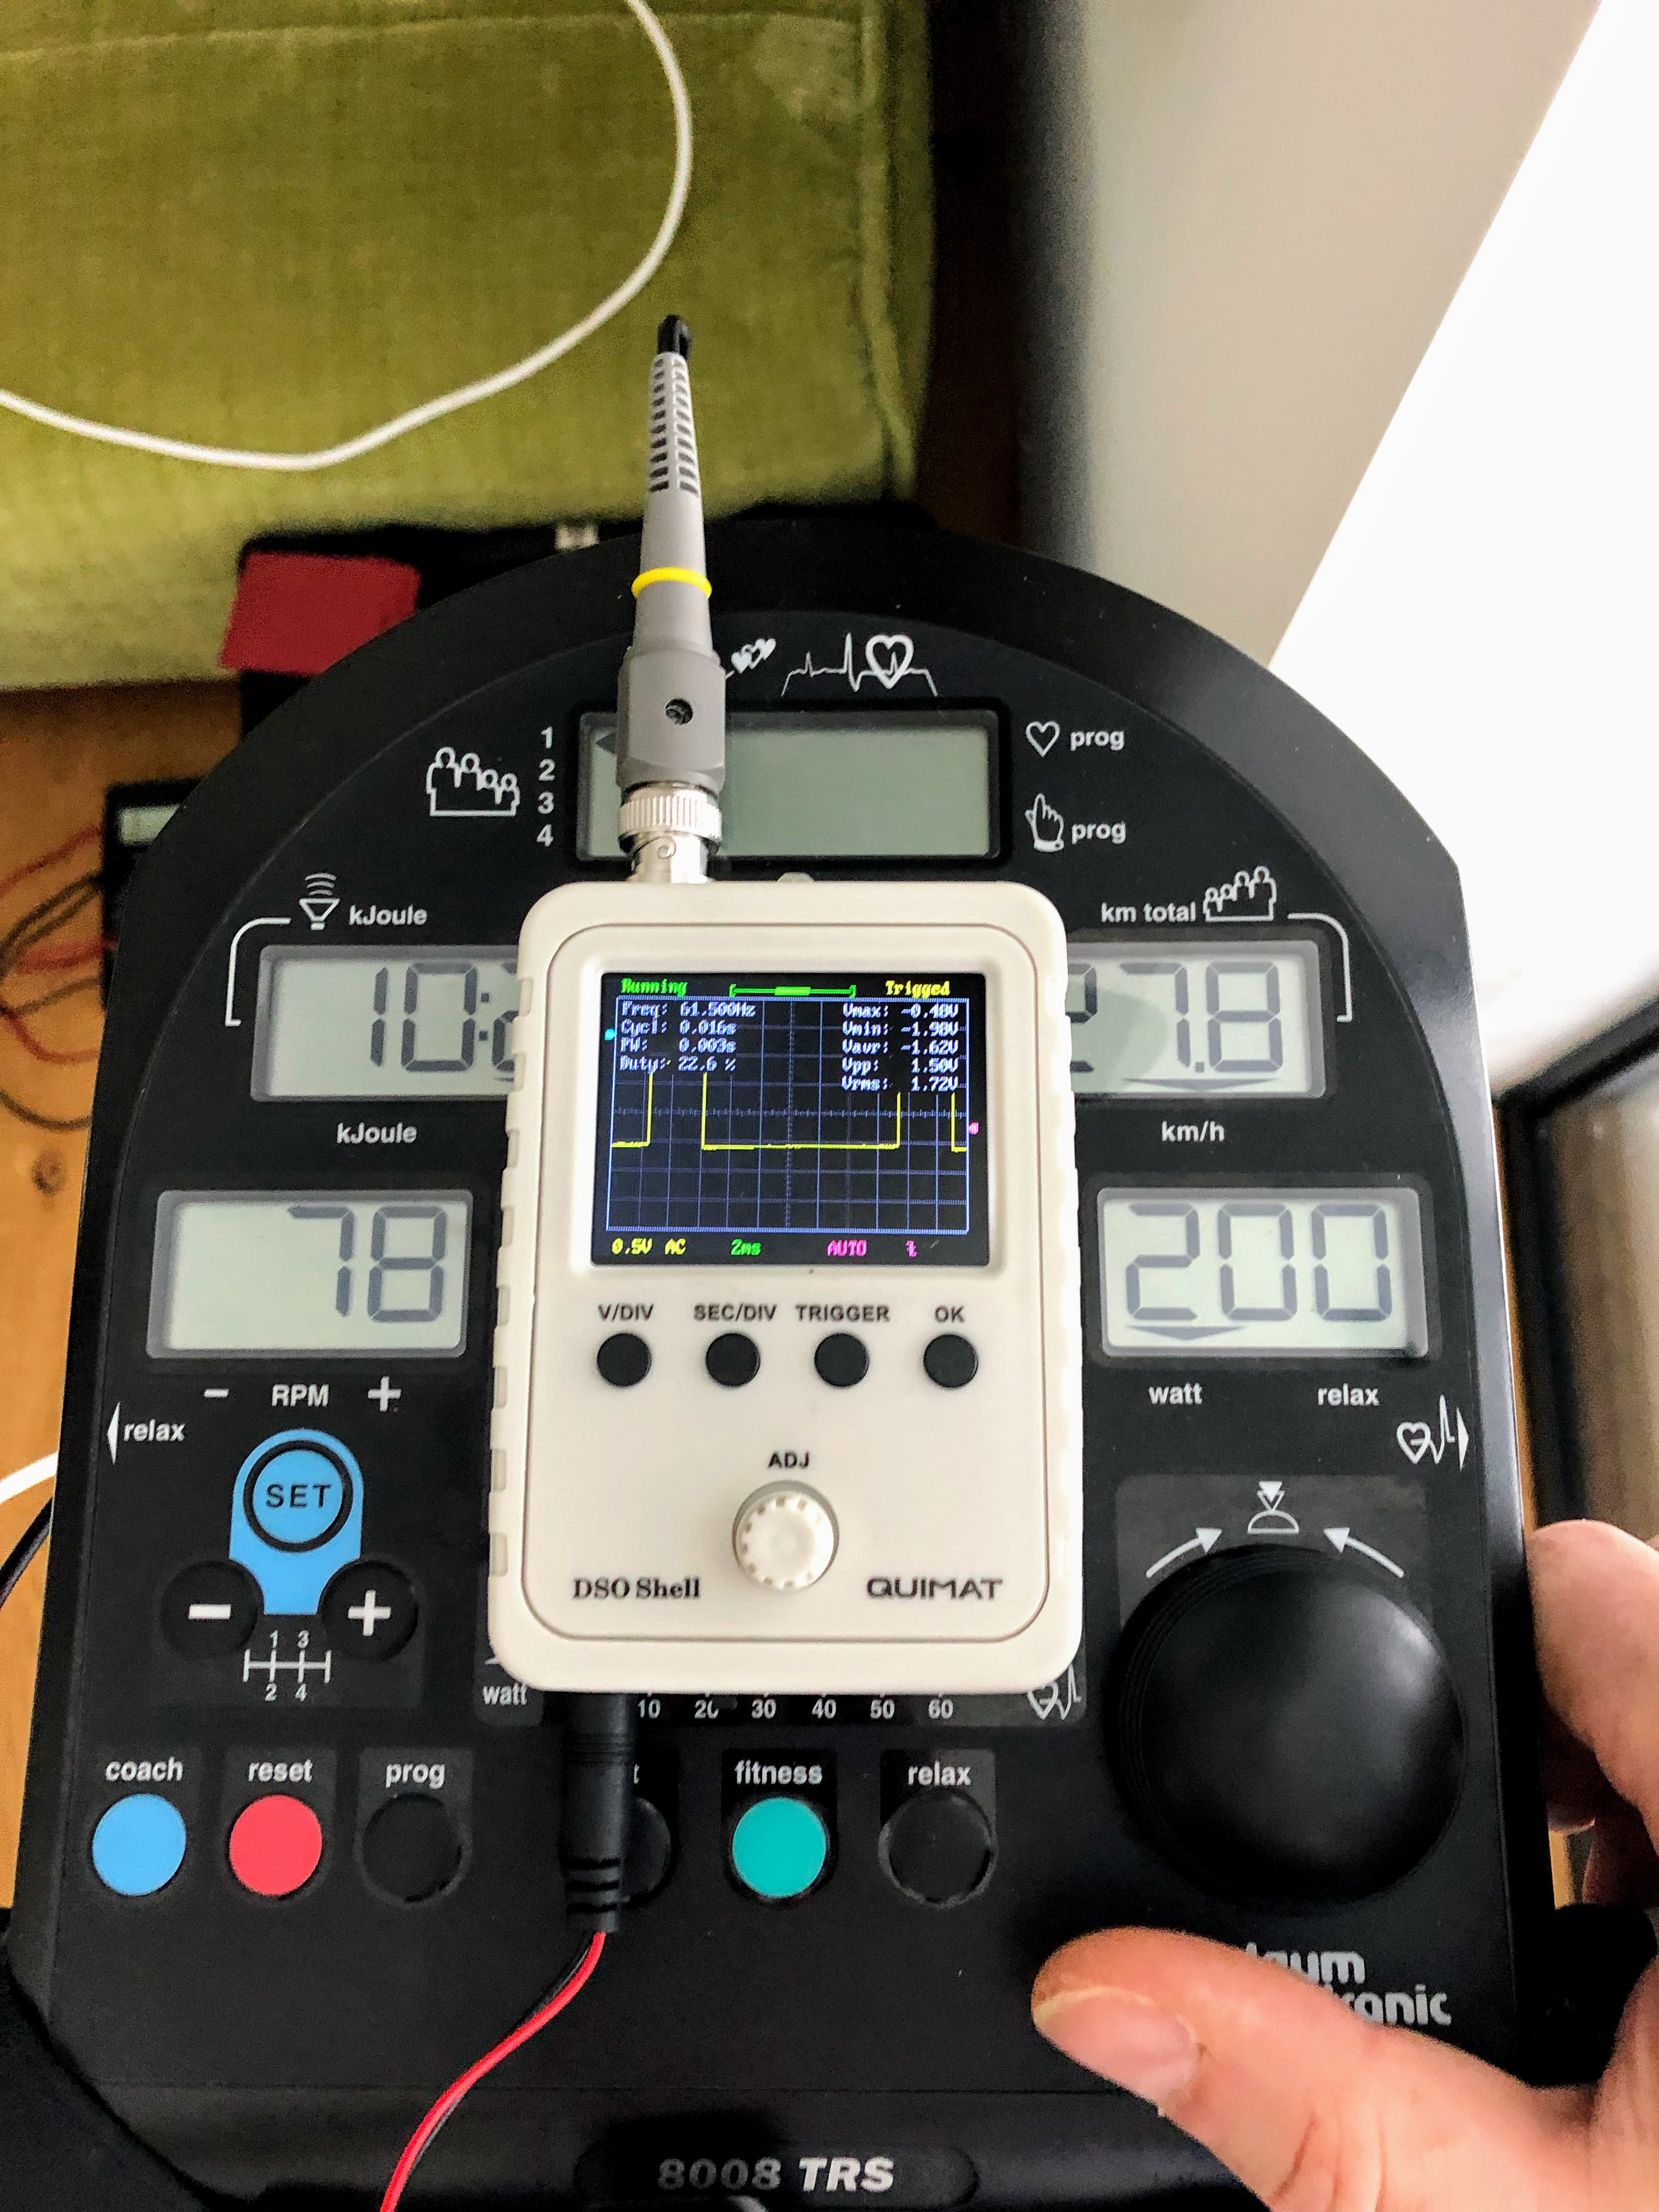 1
2
3
4
prog
prog
kJoule
km total
10:
7.8
kJoule
km/h
Running
Trigged
Freq: 61.500Hz
Cycl: 0.016s
PW: 0.003s
Duty: 22.6 %
Vmax: -0.48V
Vmin: -1.98V
Vavr: -1.62V
Vpp: 1.50V
Vrms: 1.72V
0.5V AC 2ms AUTO
78
200
- RPM +
watt relax
relax
V/DIV SEC/DIV TRIGGER OK
ADJ
SET
- +
1 3
2 4
DSO Shell QUIMAT
watt
10 20 30 40 50 60
coach reset prog
fitness relax
8008 TRS